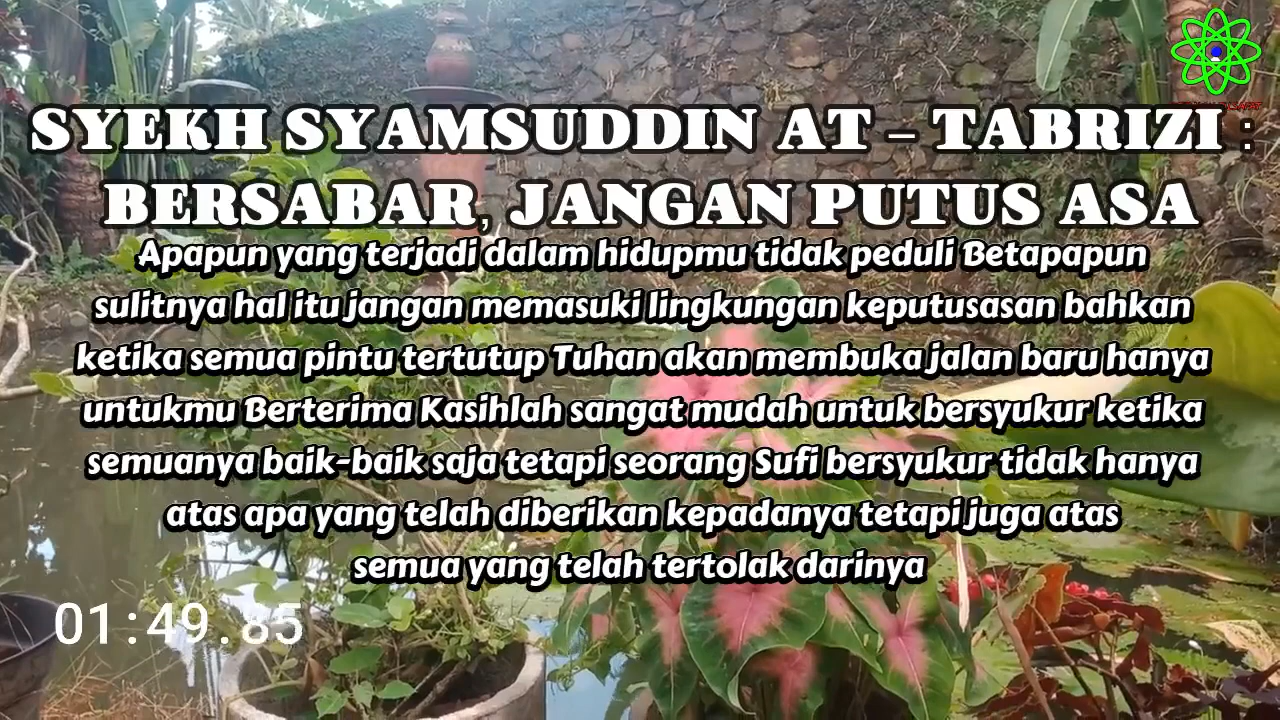 SYEKH SYAMSUDDIN AT – TABRIZI :
BERSABAR, JANGAN PUTUS ASA
Apapun yang terjadi dalam hidupmu tidak peduli Betapapun
sulitnya hal itu jangan memasuki lingkungan keputusasan bahkan
ketika semua pintu tertutup Tuhan akan membuka jalan baru hanya
untukmu Berterima Kasihlah sangat mudah untuk bersyukur ketika
semuanya baik-baik saja tetapi seorang Sufi bersyukur tidak hanya
atas apa yang telah diberikan kepadanya tetapi juga atas
semua yang telah tertolak darinya
01:49.85